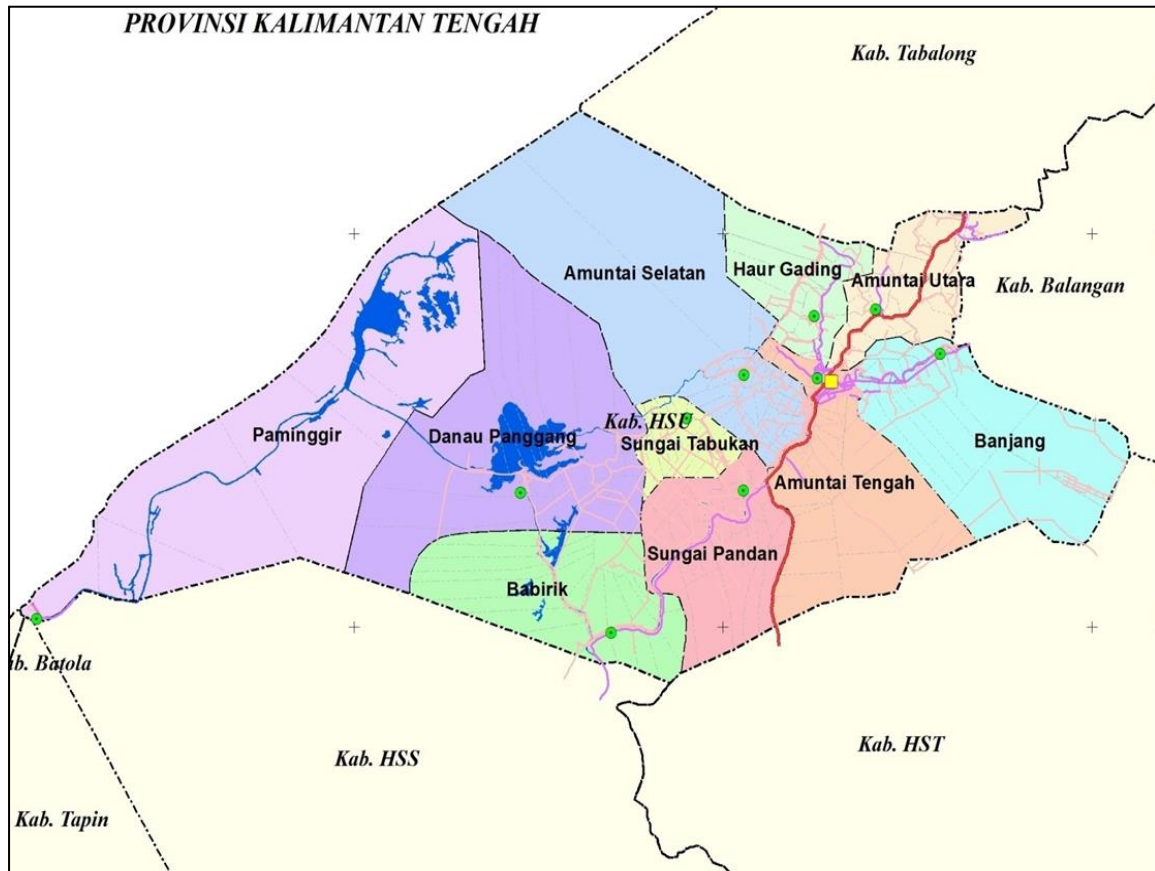 PROVINSI KALIMANTAN TENGAH
Kab. Tabalong
Amuntai Selatan
Haur Gading
Amuntai Utara
Kab. Balangan
Paminggir
Danau Panggang
Kab. HSU
Sungai Tabukan
Banjang
Amuntai Tengah
Sungai Pandan
Babirik
ab. Batola
Kab. HSS
Kab. HST
Kab. Tapin